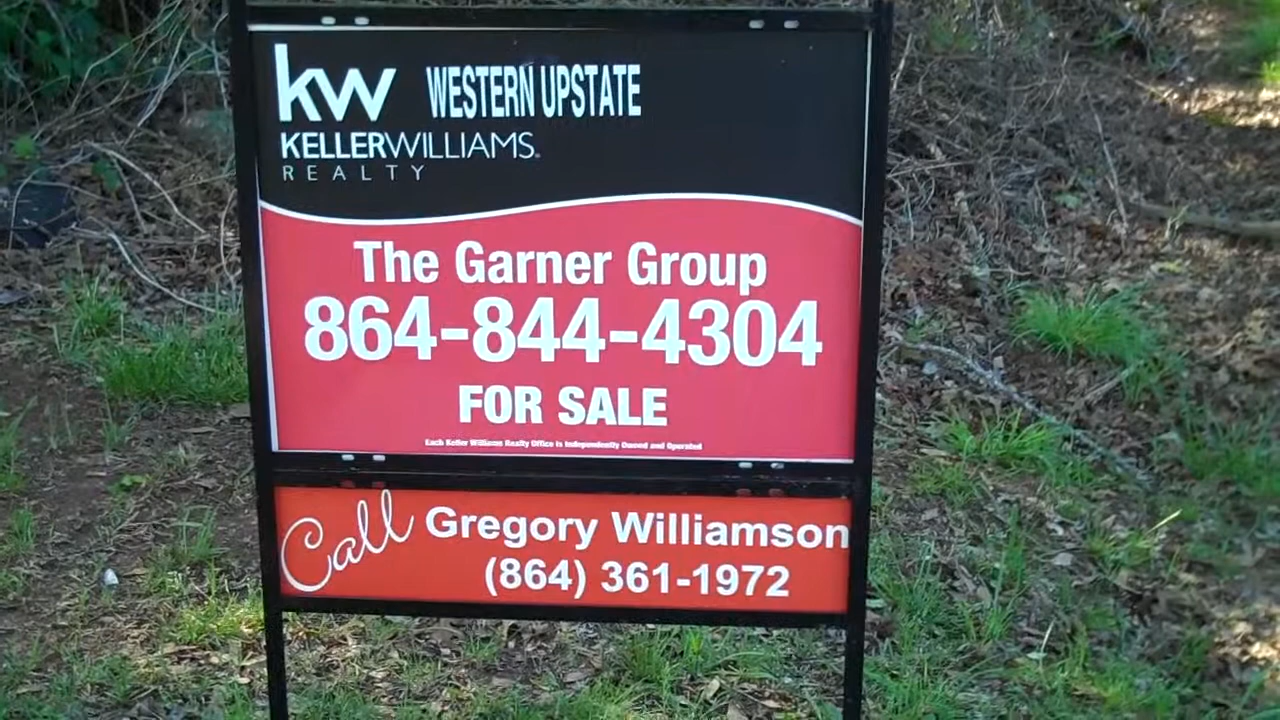 kw WESTERN UPSTATE
KELLERWILLIAMS.
REALTY
The Garner Group
864-844-4304
FOR SALE
Each Keller Williams Realty Office is Independently Owned and Operated
Call Gregory Williamson
(864) 361-1972